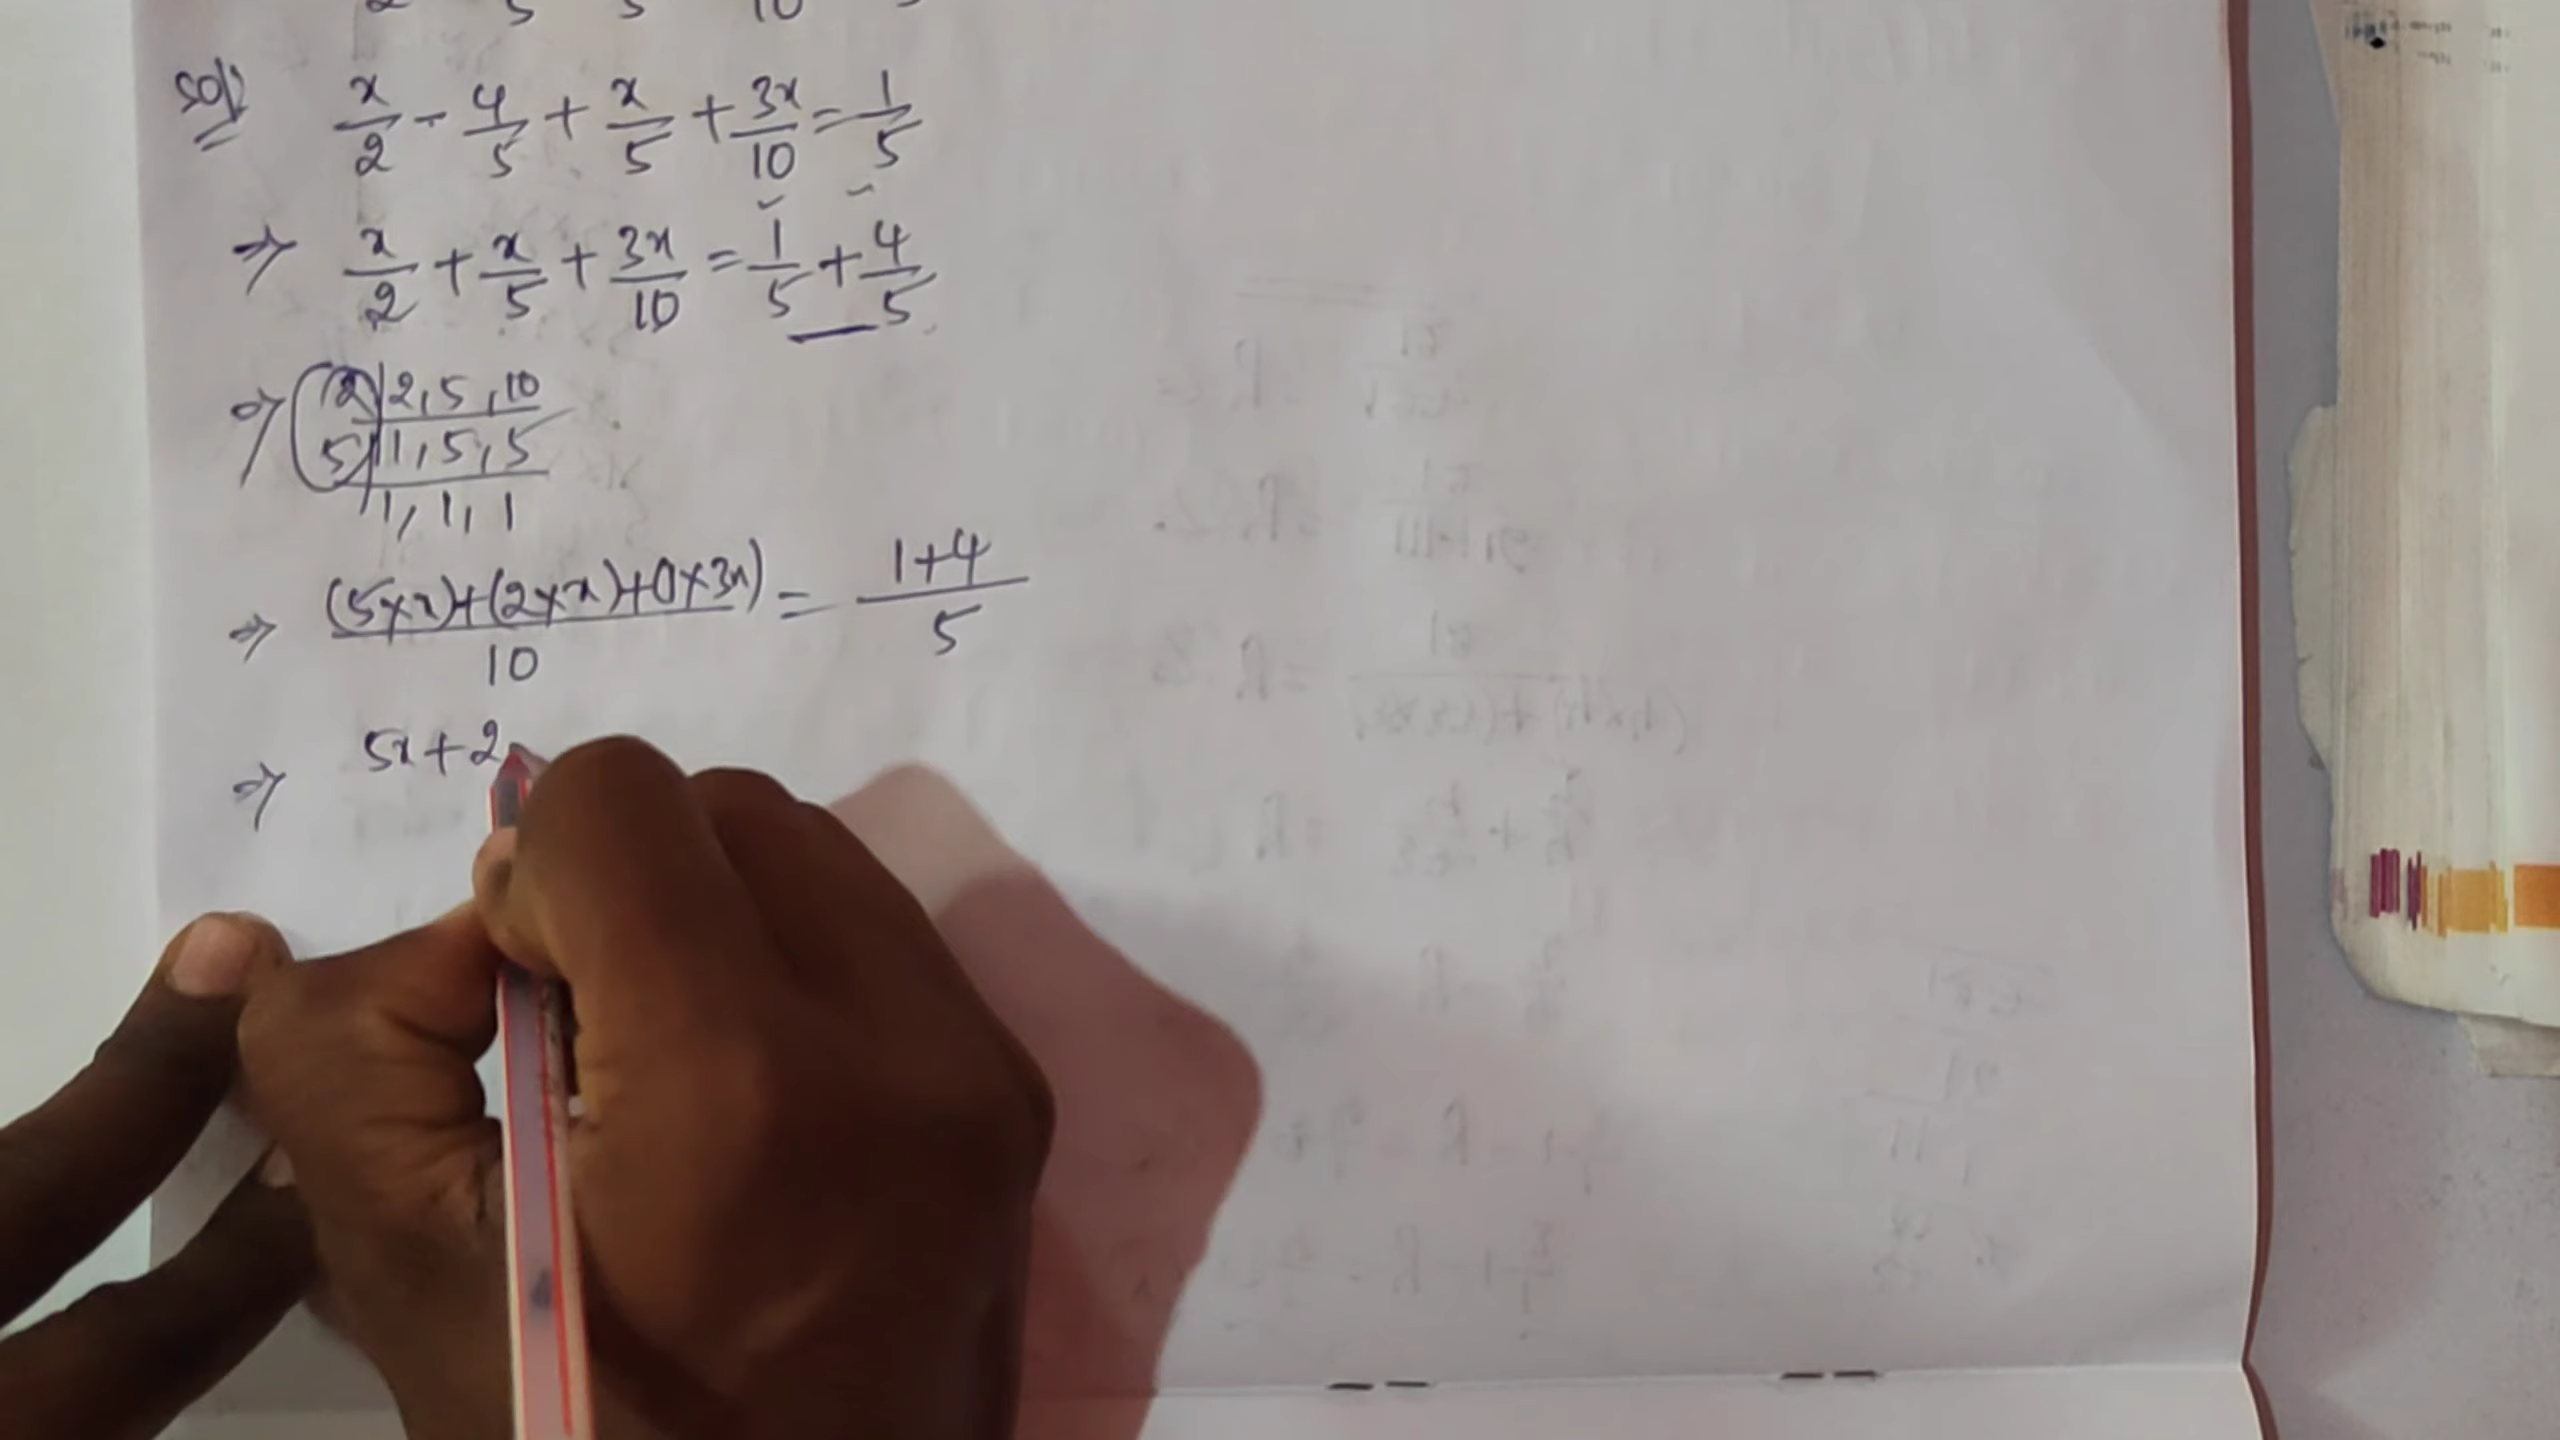 Sol
x/2 - 4/5 + x/5 + 3x/10 = 1/5
⇒ x/2 + x/5 + 3x/10 = 1/5 + 4/5
⇒ 2 | 2, 5, 10
5 | 1, 5, 5
1, 1, 1
⇒ (5×x)+(2×x)+(1×3x)/10 = 1+4/5
⇒ 5x+2